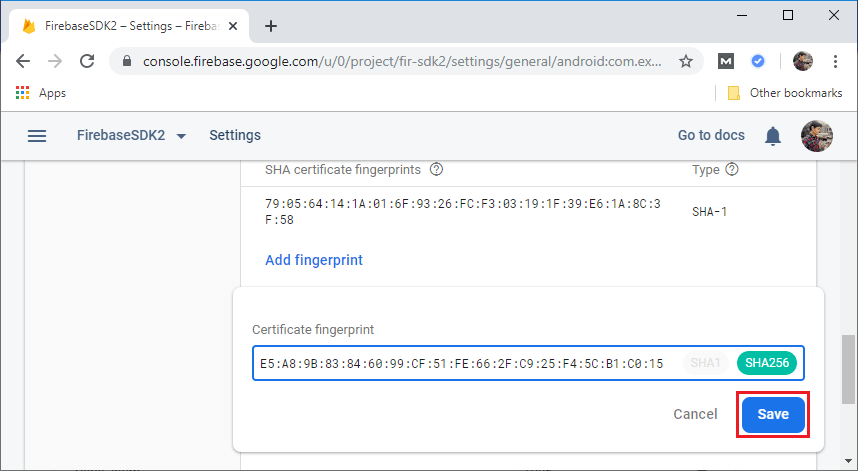 FirebaseSDK2 – Settings – Fireba
console.firebase.google.com/u/0/project/fir-sdk2/settings/general/android:com.ex...
M
Apps
Other bookmarks
FirebaseSDK2
Settings
Go to docs
SHA certificate fingerprints ?
Type ?
79:05:64:14:1A:01:6F:93:26:FC:F3:03:19:1F:39:E6:1A:8C:3
F:58
SHA-1
Add fingerprint
Certificate fingerprint
E5:A8:9B:83:84:60:99:CF:51:FE:66:2F:C9:25:F4:5C:B1:C0:15
SHA1
SHA256
Cancel
Save